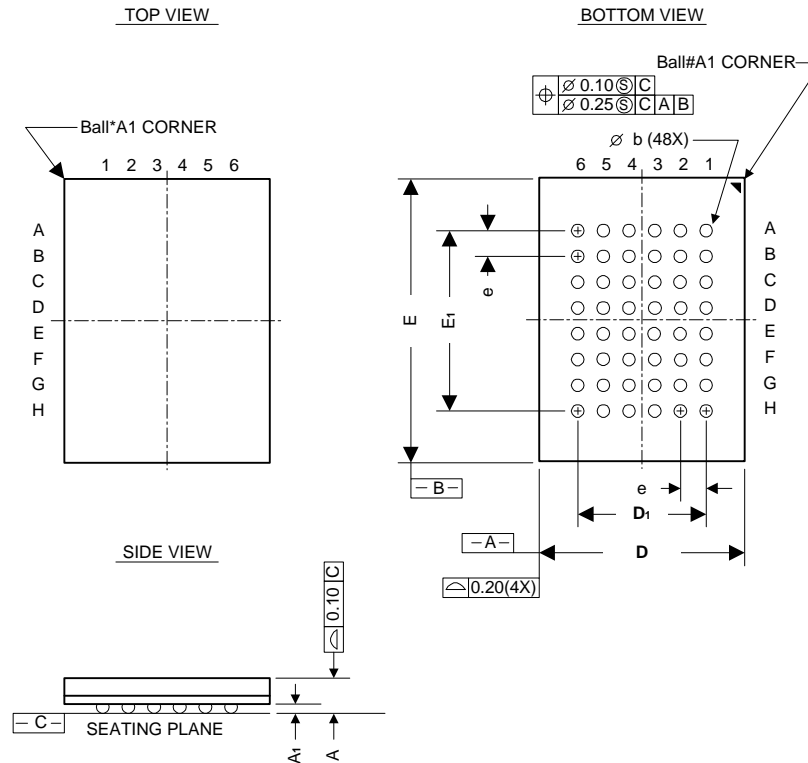 TOP VIEW
BOTTOM VIEW
Ball#A1 CORNER
⌖ ⌀ 0.10 Ⓢ C
⌀ 0.25 Ⓢ C A B
Ball*A1 CORNER
⌀ b (48X)
1 2 3 4 5 6
6 5 4 3 2 1
A
B
C
D
E
F
G
H
E
E1
e
A
B
C
D
E
F
G
H
– B –
e
D1
– A –
D
⌓ 0.20(4X)
SIDE VIEW
⌓ 0.10 C
– C –
SEATING PLANE
A1
A